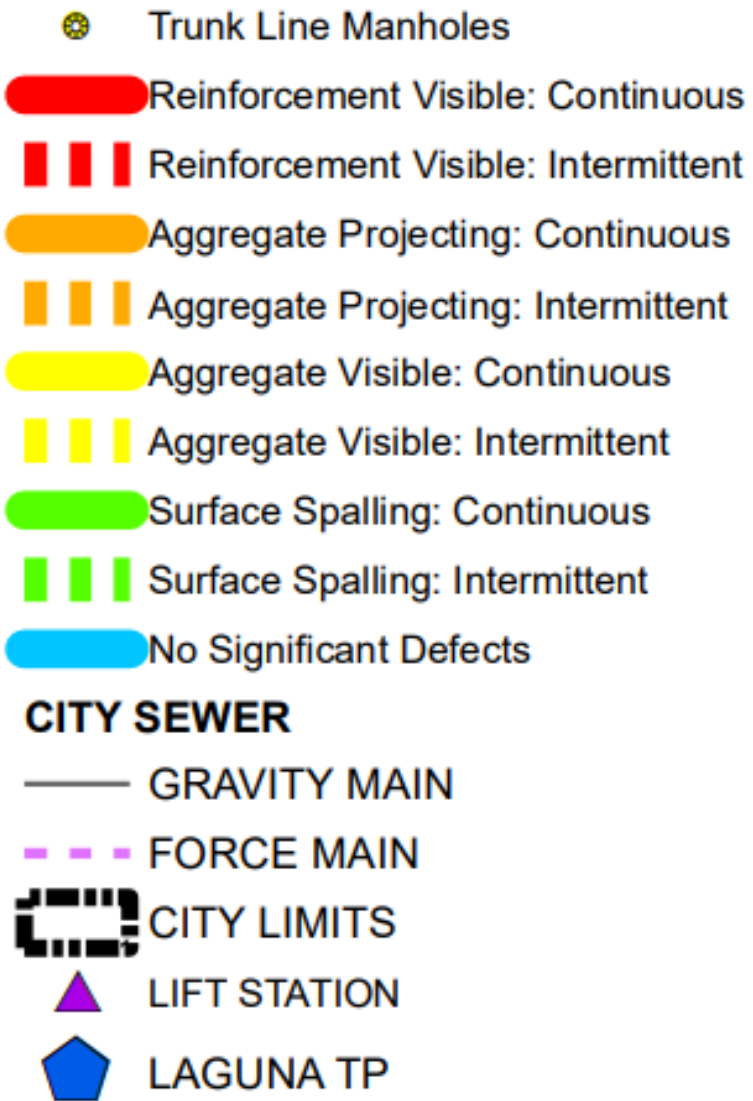 Trunk Line Manholes
Reinforcement Visible: Continuous
Reinforcement Visible: Intermittent
Aggregate Projecting: Continuous
Aggregate Projecting: Intermittent
Aggregate Visible: Continuous
Aggregate Visible: Intermittent
Surface Spalling: Continuous
Surface Spalling: Intermittent
No Significant Defects
CITY SEWER
GRAVITY MAIN
FORCE MAIN
CITY LIMITS
LIFT STATION
LAGUNA TP